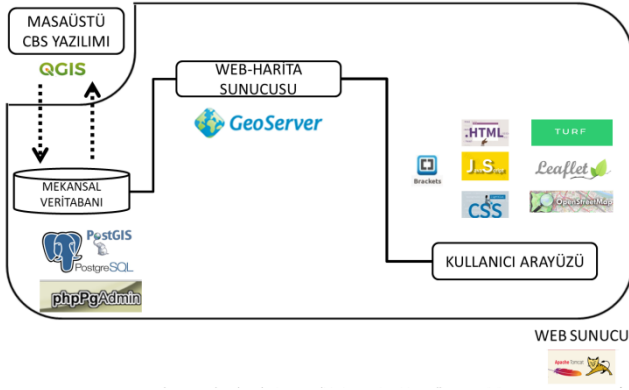 MASAÜSTÜ
CBS YAZILIMI
QGIS
WEB-HARİTA
SUNUCUSU
GeoServer
MEKANSAL
VERİTABANI
PostGIS
PostgreSQL
phpPgAdmin
Brackets
HTML
TURF
J.S.
Leaflet
CSS
OpenStreetMap
KULLANICI ARAYÜZÜ
WEB SUNUCU
Apache Tomcat